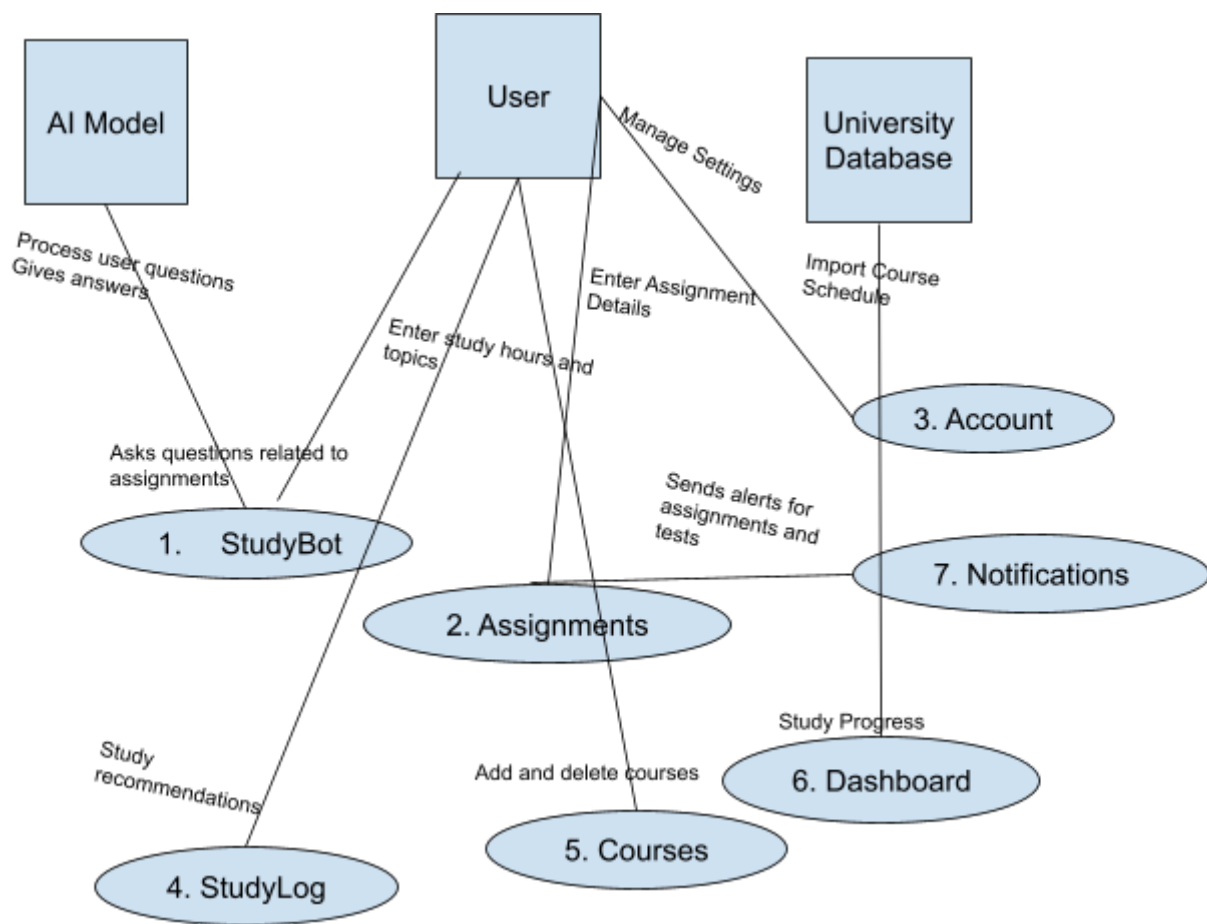 AI Model
User
University
Database
Manage Settings
Process user questions
Gives answers
Import Course
Schedule
Enter Assignment
Details
Enter study hours and
topics
3. Account
Asks questions related to
assignments
Sends alerts for
assignments and
tests
1. StudyBot
7. Notifications
2. Assignments
Study Progress
Study
recommendations
Add and delete courses
6. Dashboard
5. Courses
4. StudyLog